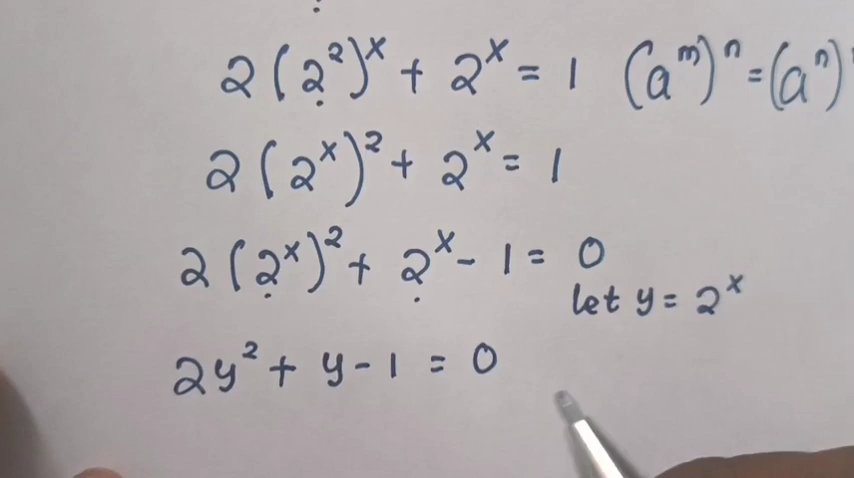 2(2²)ˣ + 2ˣ = 1 (aᵐ)ⁿ = (aⁿ)
2(2ˣ)² + 2ˣ = 1
2(2ˣ)² + 2ˣ - 1 = 0
let y = 2ˣ
2y² + y - 1 = 0